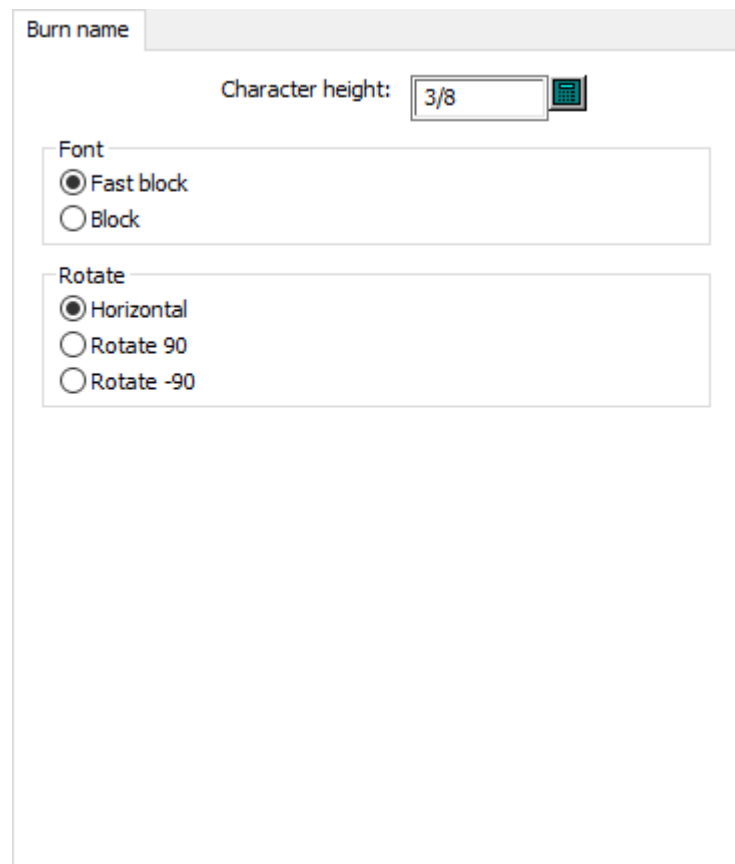 Burn name
Character height: 3/8
Font
Fast block
Block
Rotate
Horizontal
Rotate 90
Rotate -90